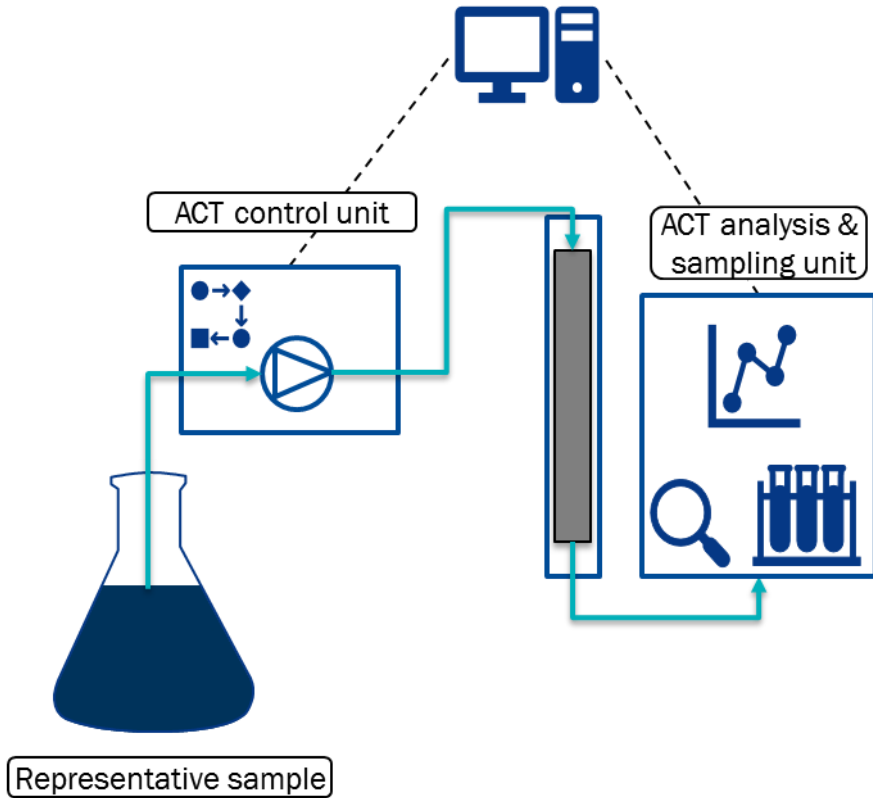 ACT control unit
ACT analysis &
sampling unit
Representative sample